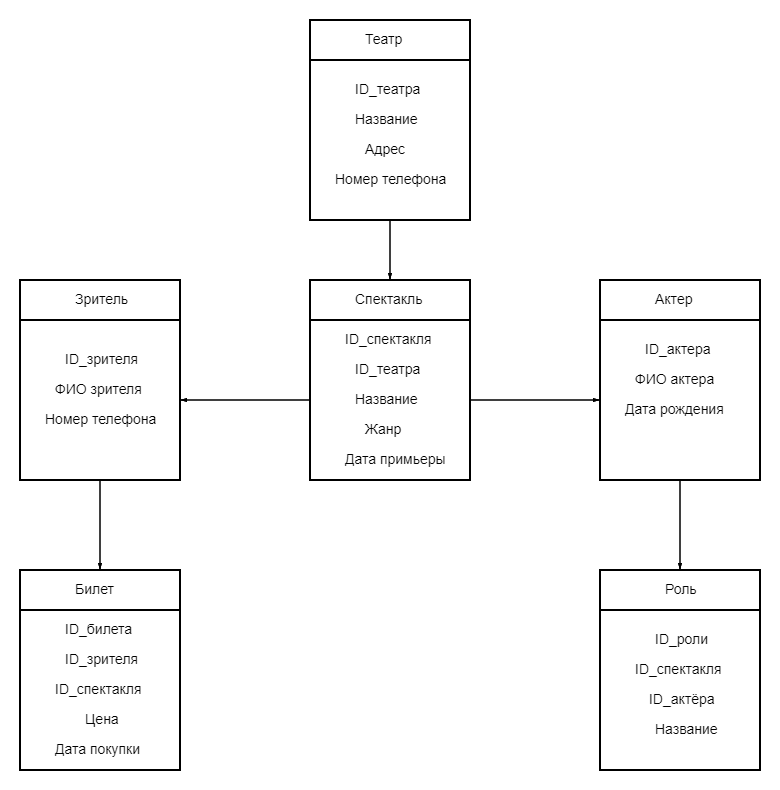 Театр
ID_театра
Название
Адрес
Номер телефона
Зритель
ID_зрителя
ФИО зрителя
Номер телефона
Спектакль
ID_спектакля
ID_театра
Название
Жанр
Дата примьеры
Актер
ID_актера
ФИО актера
Дата рождения
Билет
ID_билета
ID_зрителя
ID_спектакля
Цена
Дата покупки
Роль
ID_роли
ID_спектакля
ID_актёра
Название